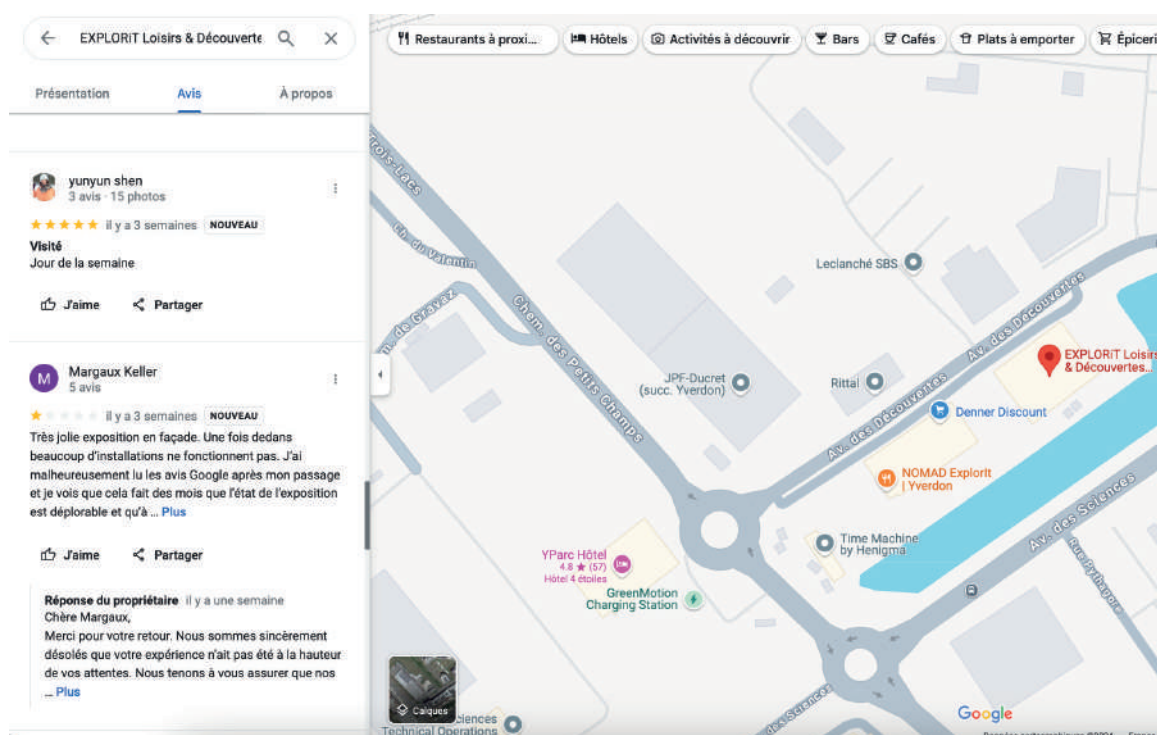 EXPLORiT Loisirs & Découverte
Présentation
Avis
À propos
yunyun shen
3 avis · 15 photos
il y a 3 semaines NOUVEAU
Visité
Jour de la semaine
J'aime
Partager
M
Margaux Keller
5 avis
il y a 3 semaines NOUVEAU
Très jolie exposition en façade. Une fois dedans
beaucoup d'installations ne fonctionnent pas. J'ai
malheureusement lu les avis Google après mon passage
et je vois que cela fait des mois que l'état de l'exposition
est déplorable et qu'à ... Plus
J'aime
Partager
Réponse du propriétaire il y a une semaine
Chère Margaux,
Merci pour votre retour. Nous sommes sincèrement
désolés que votre expérience n'ait pas été à la hauteur
de vos attentes. Nous tenons à vous assurer que nos
... Plus
Restaurants à proxi...
Hôtels
Activités à découvrir
Bars
Cafés
Plats à emporter
Épiceri
Trois-Lacs
Ch. du Valentin
m. de Gravaz
Chem. des Petits Champs
Leclanché SBS
Av. des Découvertes
EXPLORiT Loisirs
& Découvertes...
JPF-Ducret
(succ. Yverdon)
Rittal
Denner Discount
Av. des Découvertes
NOMAD Explorit
| Yverdon
Av. des Sciences
Time Machine
by Henigma
Rue Pythagore
YParc Hôtel
4.8 ★ (57)
Hôtel 4 étoiles
GreenMotion
Charging Station
Calques
ciences
Technical Operations
des Sciences
Google